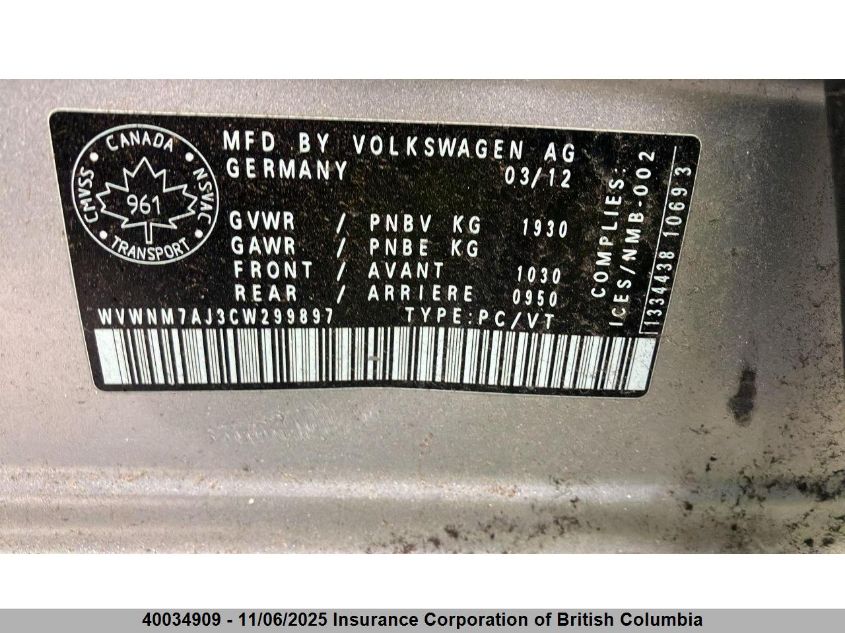 CANADA
CMVSS
NSVAC
961
TRANSPORT
MFD BY VOLKSWAGEN AG
GERMANY 03/12
GVWR / PNBV KG 1930
GAWR / PNBE KG
FRONT / AVANT 1030
REAR / ARRIERE 0950
WVWNM7AJ3CW299897 TYPE:PC/VT
COMPLIES:
ICES/NMB-002
1334438 10693
40034909 - 11/06/2025 Insurance Corporation of British Columbia